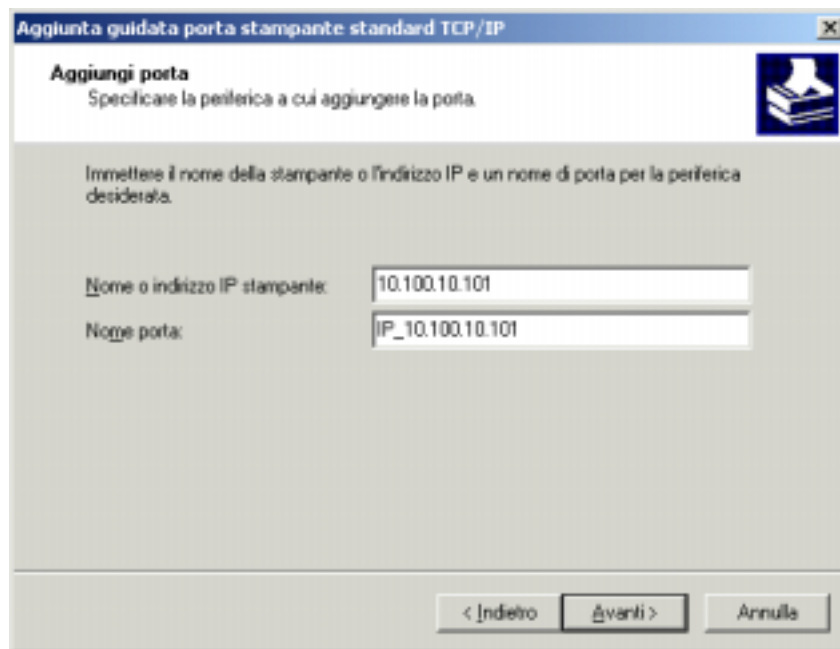 Aggiunta guidata porta stampante standard TCP/IP
Aggiungi porta
Specificare la periferica a cui aggiungere la porta.
Immettere il nome della stampante o l'indirizzo IP e un nome di porta per la periferica
desiderata.
Nome o indirizzo IP stampante: 10.100.10.101
Nome porta: IP_10.100.10.101
< Indietro Avanti > Annulla